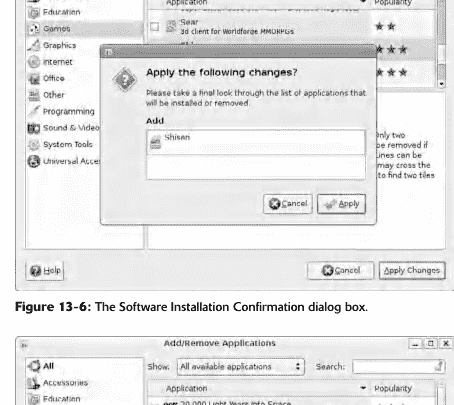 Application
Popularity
Education
Sear
3d client for Worldforge MMORPGs
Games
Graphics
Internet
Office
Other
Programming
Sound & Video
System Tools
Universal Acce
Apply the following changes?
Please take a final look through the list of applications that
will be installed or removed.
Add
Shisen
Cancel
Apply
only two
be removed if
Lines can be
may cross the
to find two tiles
Help
Cancel
Apply Changes
Figure 13-6: The Software Installation Confirmation dialog box.
Add/Remove Applications
All
Show:
All available applications
Search:
Accessories
Application
Popularity
Education
20,000 Light Years Into Space